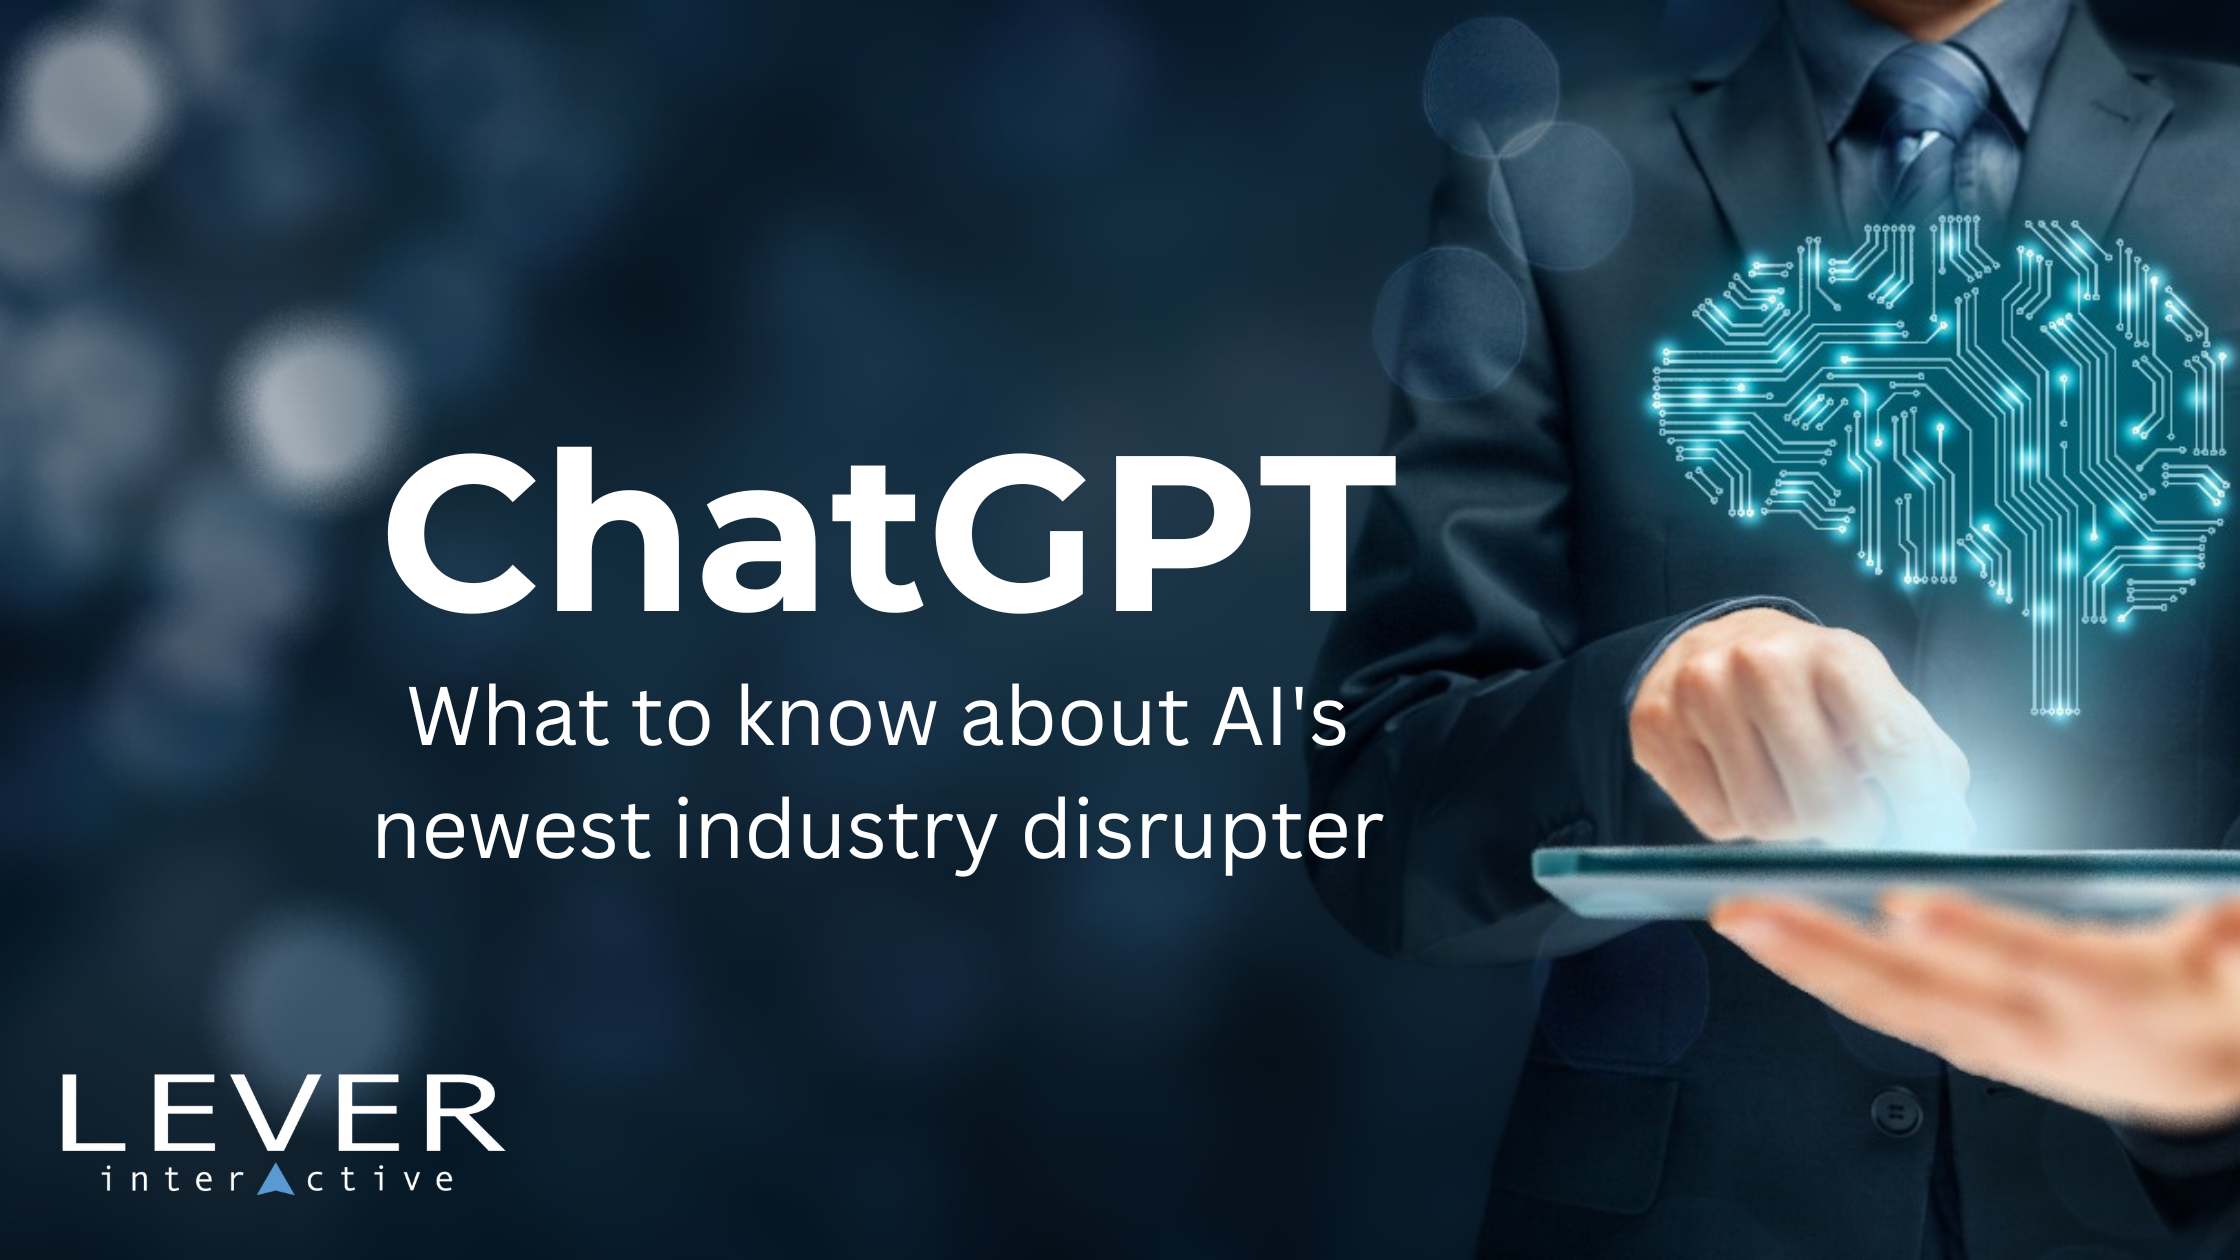 ChatGPT
What to know about AI's
newest industry disrupter
LEVER
interActive